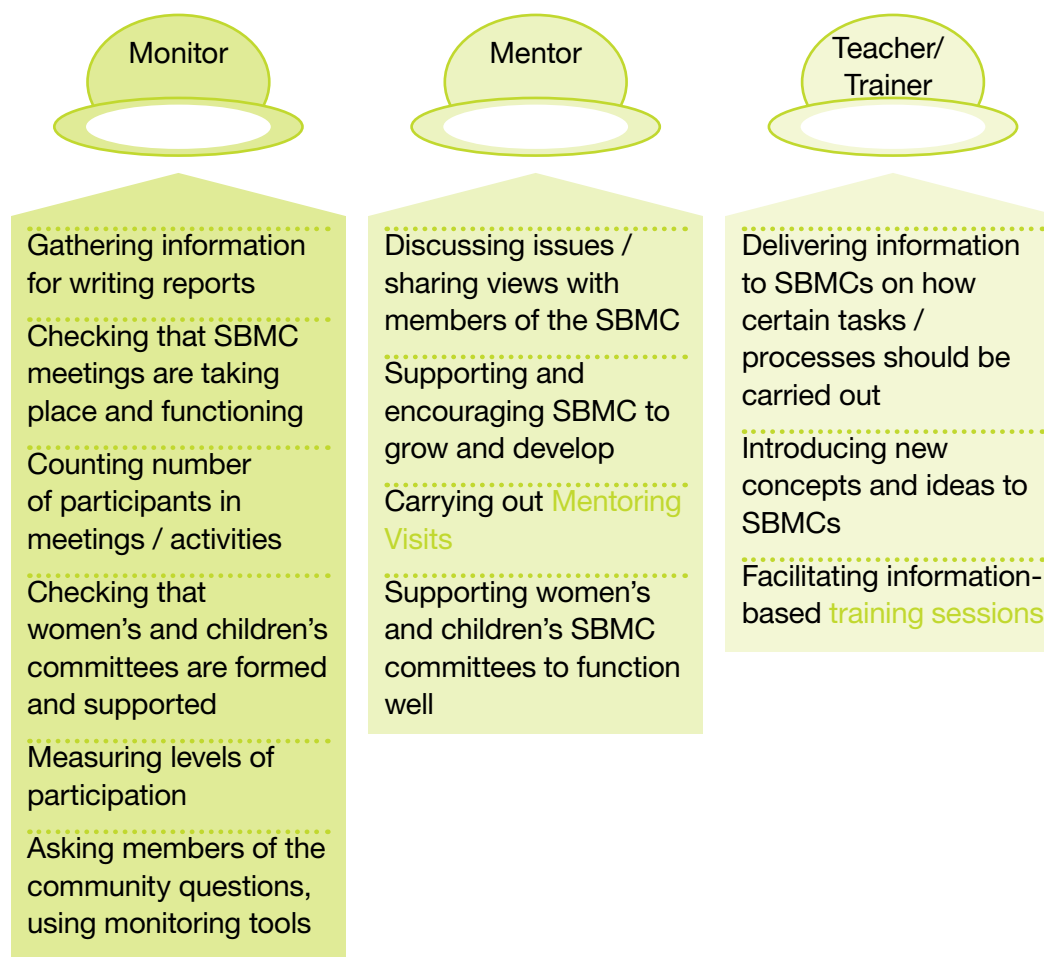 Monitor
Gathering information
for writing reports
Checking that SBMC
meetings are taking
place and functioning
Counting number
of participants in
meetings / activities
Checking that
women’s and children’s
committees are formed
and supported
Measuring levels of
participation
Asking members of the
community questions,
using monitoring tools
Mentor
Discussing issues /
sharing views with
members of the SBMC
Supporting and
encouraging SBMC to
grow and develop
Carrying out Mentoring
Visits
Supporting women’s
and children’s SBMC
committees to function
well
Teacher/
Trainer
Delivering information
to SBMCs on how
certain tasks /
processes should be
carried out
Introducing new
concepts and ideas to
SBMCs
Facilitating information-
based training sessions